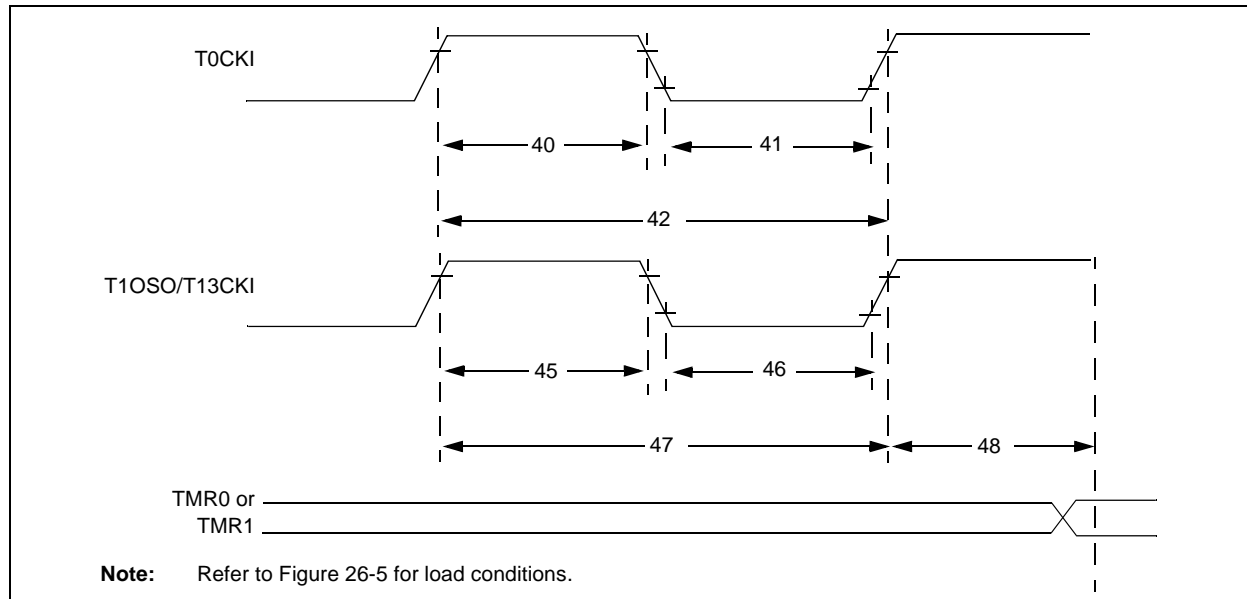 T0CKI
40
41
42
T1OSO/T13CKI
45
46
47
48
TMR0 or
TMR1
Note: Refer to Figure 26-5 for load conditions.